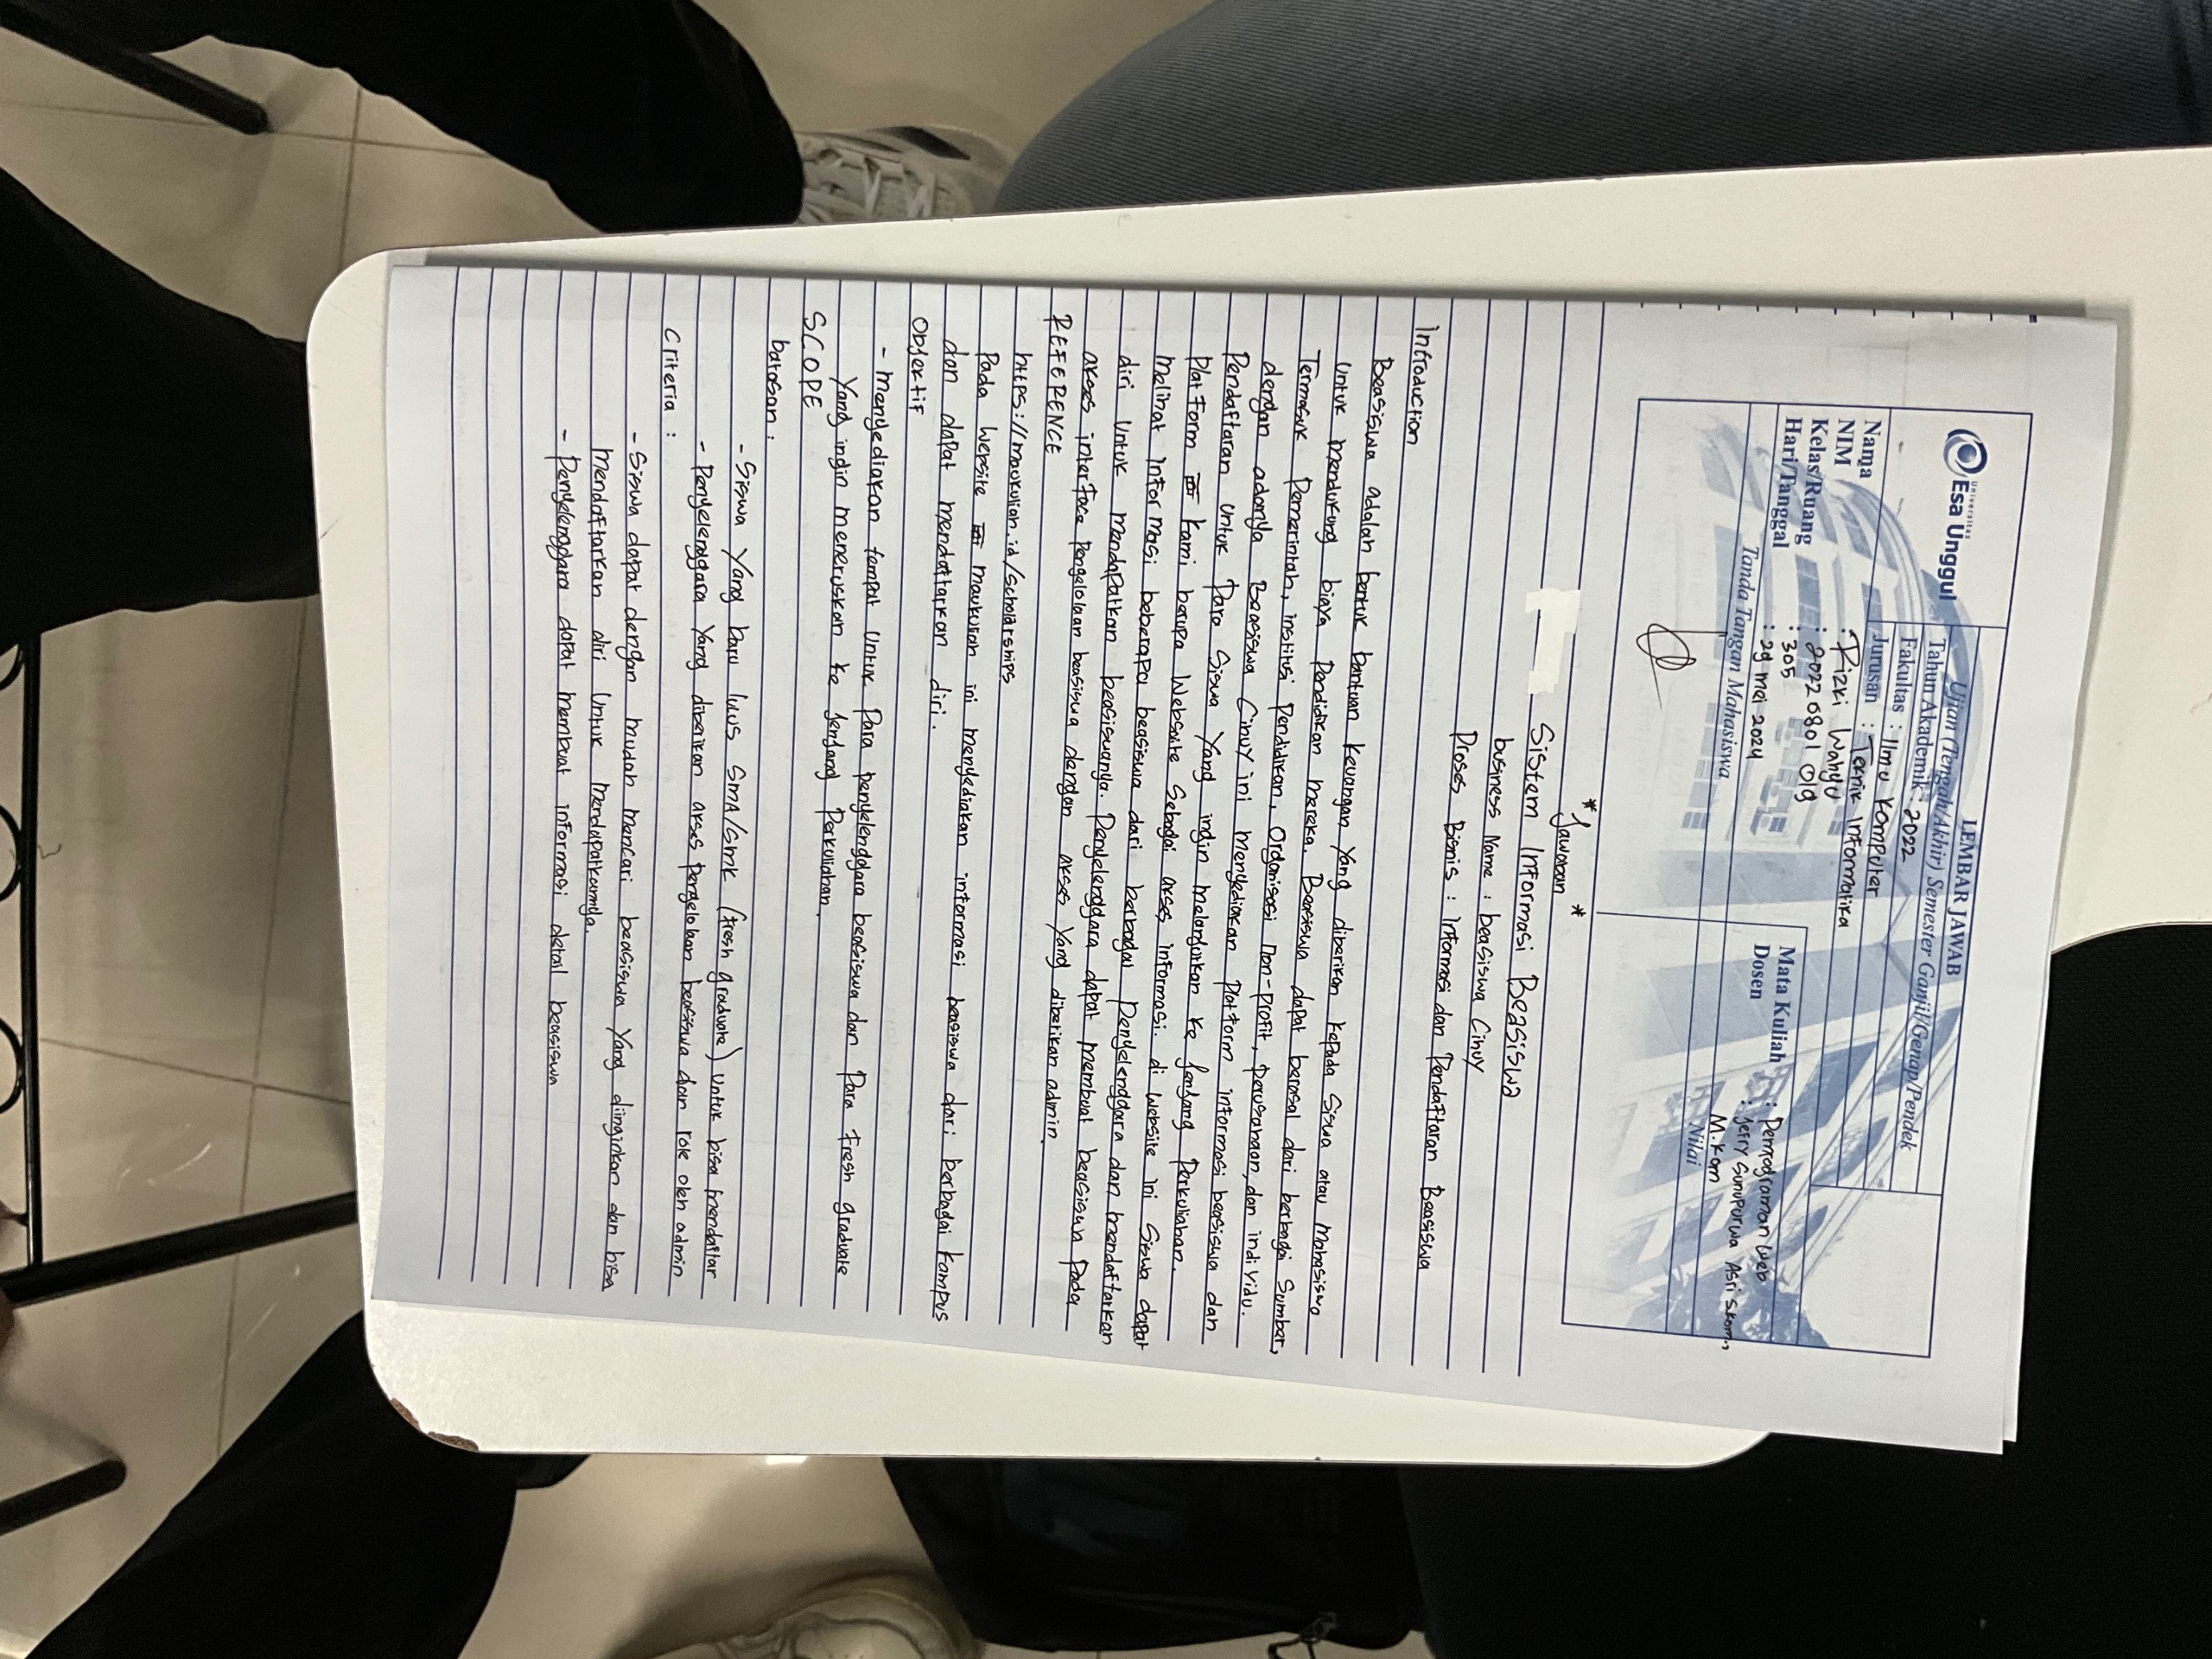 Universitas
Esa Unggul
LEMBAR JAWAB
Ujian (Tengah/Akhir) Semester Ganjil/Genap/Pendek
Tahun Akademik : 2022
Fakultas : Ilmu Komputer
Jurusan : Teknik Informatika
Nama : Rizki Wahyu
NIM : 2022 0801 019
Kelas/Ruang : 305
Hari/Tanggal : 29 mei 2024
Mata Kuliah : Pemrograman Web
Dosen : Jefry Sunupurwa Asri S.kom.,
M.Kom
Tanda Tangan Mahasiswa
Nilai
* Jawaban *
Sistem Informasi Beasiswa
business Name : beasiswa Cihuy
Proses Bisnis : Informasi dan Pendaftaran Beasiswa
Introduction
Beasiswa adalah bentuk bantuan keuangan Yang diberikan kepada Siswa atau mahasiswa
Untuk mendukung biaya Pendidikan mereka. Beasiswa dapat berasal dari berbagai Sumber,
Termasuk Pemerintah, institusi Pendidikan, Organisasi Non-Profit, Perusahaan, dan individu.
dengan adanya Beasiswa Cihuy ini menyediakan Platform informasi beasiswa dan
Pendaftaran Untuk Para Siswa Yang ingin melanjutkan ke Jenjang Perkuliahan.
Platform kami berupa Website Sebagai akses informasi. di Website ini Siswa dapat
melihat Informasi beberapa beasiswa dari berbagai Penyelenggara dan mendaftarkan
diri Untuk mendapatkan beasiswanya. Penyelenggara dapat membuat beasiswa Pada
akses interface Pengelolaan beasiswa dengan akses Yang diberikan admin.
REFERENCE
https://maukuliah.id/scholarships
Pada Website maukuliah ini menyediakan informasi beasiswa dari berbagai Kampus
dan dapat mendaftarkan diri.
Objektif
- menyediakan tempat Untuk Para Penyelenggara beasiswa dan Para Fresh graduate
Yang ingin meneruskan ke Jenjang Perkuliahan.
SCOPE
batasan :
- Siswa Yang baru lulus SMA/SMK (fresh graduate) Untuk bisa mendaftar
- Penyelenggara Yang diberikan akses Pengelolaan beasiswa dan role oleh admin
Criteria :
- Siswa dapat dengan mudah mencari beasiswa Yang diinginkan dan bisa
Mendaftarkan diri Untuk mendapatkannya.
- Penyelenggara dapat membuat informasi detail beasiswa